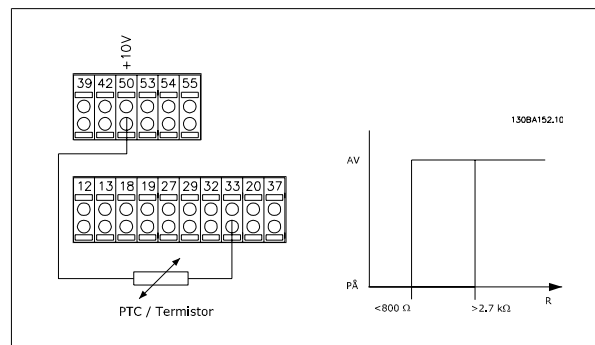 +10V
39 42 50 53 54 55
12 13 18 19 27 29 32 33 20 37
PTC / Termistor
130BA152.10
AV
PÅ
<800 Ω
>2.7 kΩ
R